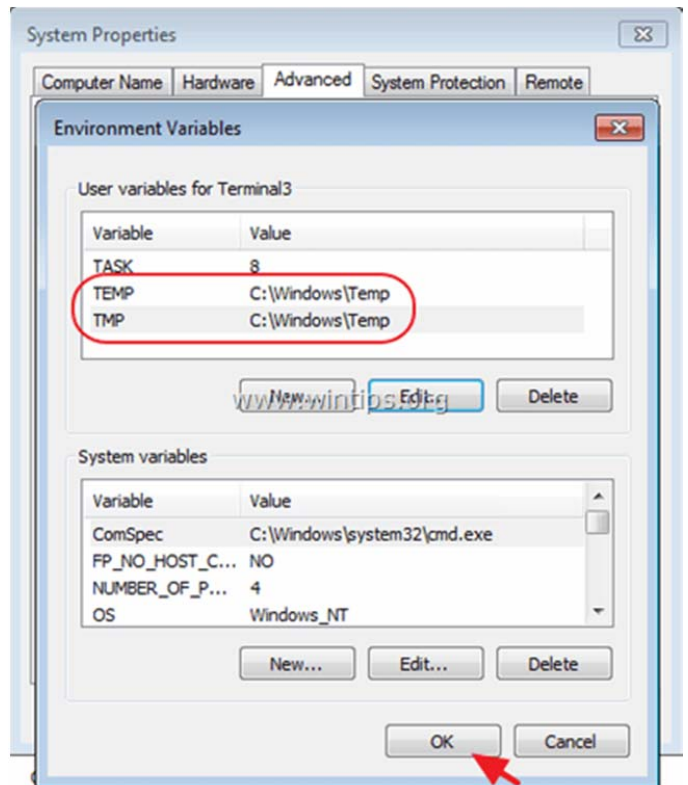 System Properties
Computer Name Hardware Advanced System Protection Remote
Environment Variables
User variables for Terminal3
Variable Value
TASK 8
TEMP C:\Windows\Temp
TMP C:\Windows\Temp
New... Edit... Delete
www.wintips.org
System variables
Variable Value
ComSpec C:\Windows\system32\cmd.exe
FP_NO_HOST_C... NO
NUMBER_OF_P... 4
OS Windows_NT
New... Edit... Delete
OK Cancel